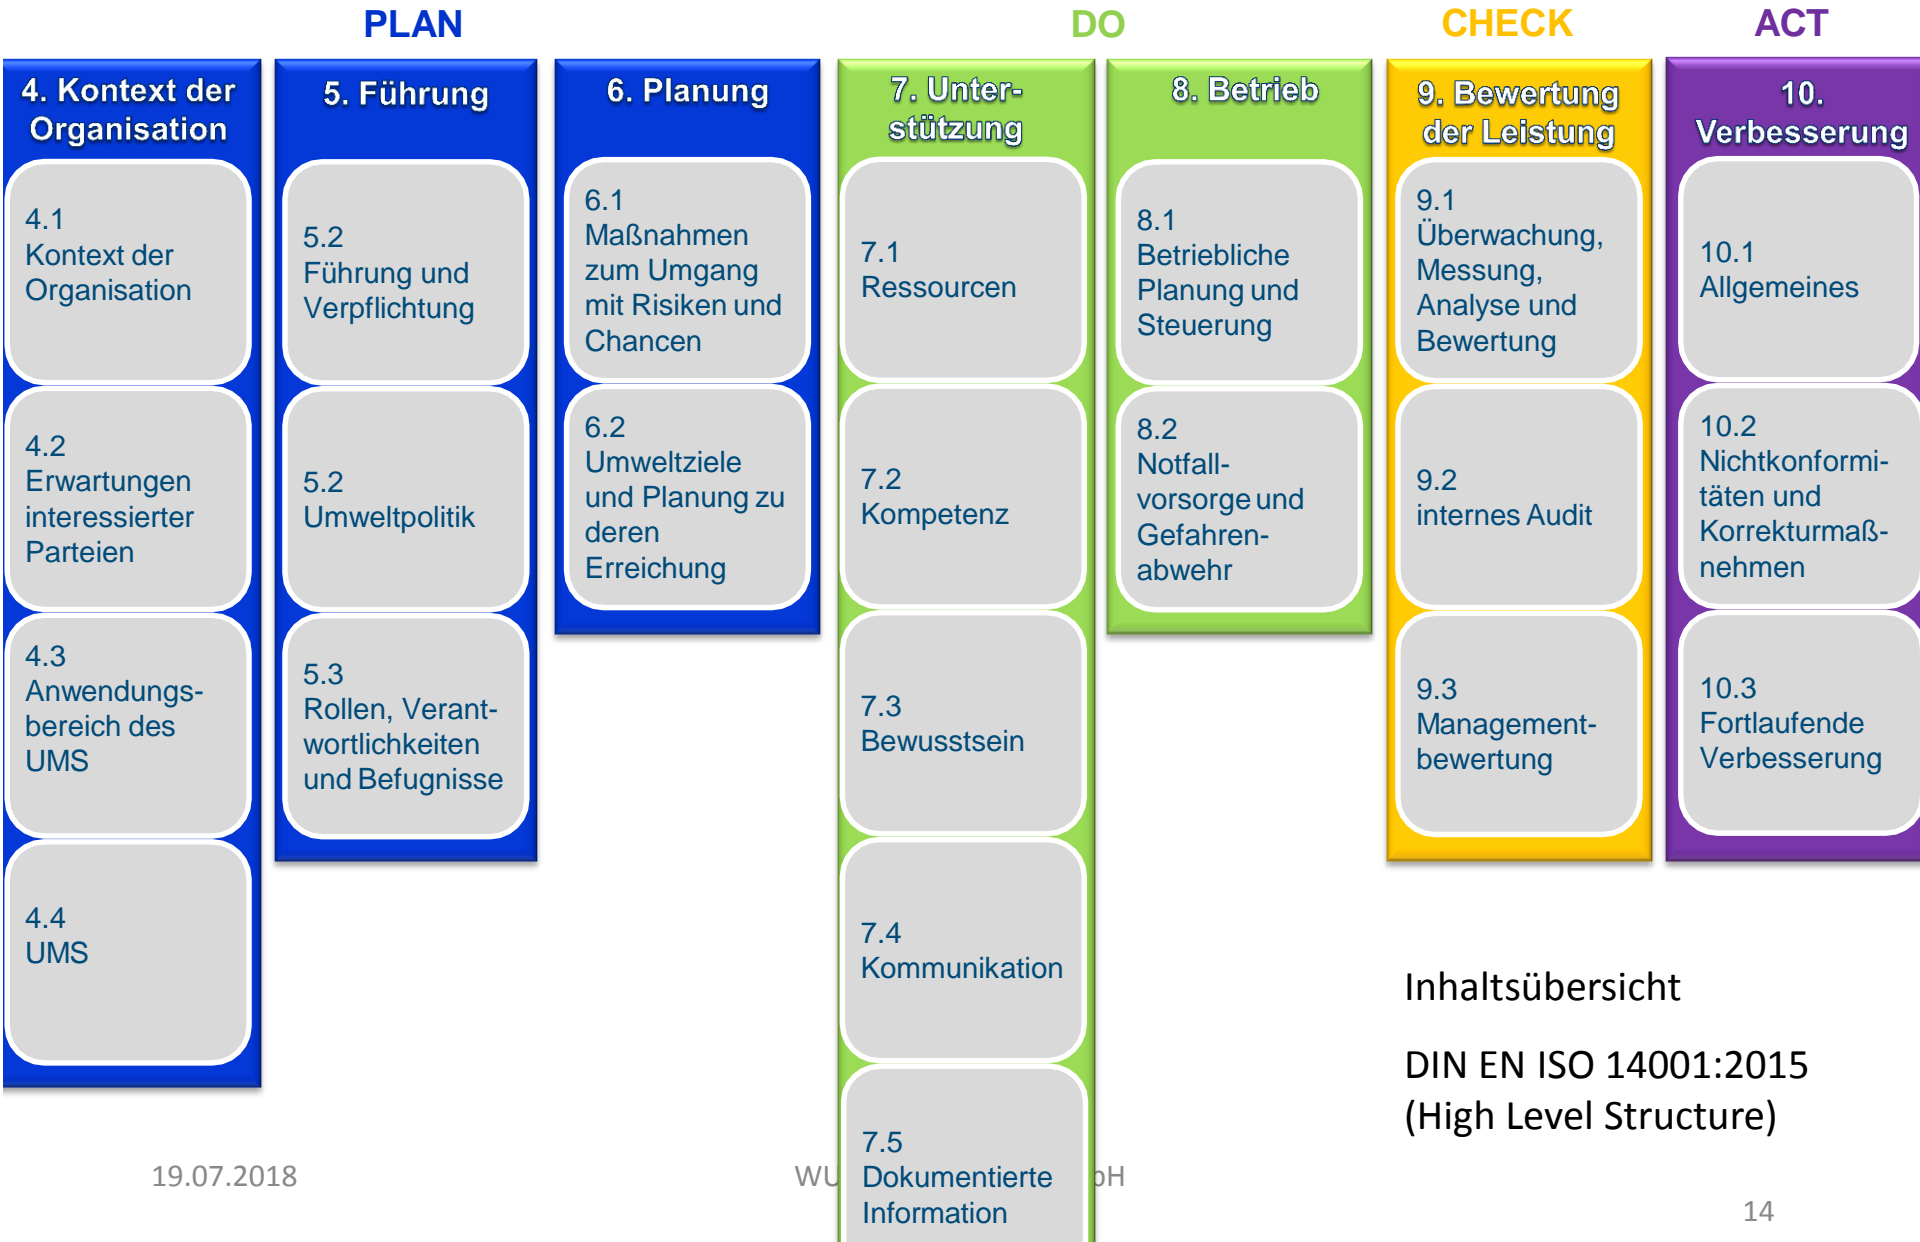 PLAN
DO
CHECK
ACT
4. Kontext der
Organisation
4.1
Kontext der
Organisation
4.2
Erwartungen
interessierter
Parteien
4.3
Anwendungs-
bereich des
UMS
4.4
UMS
5. Führung
5.2
Führung und
Verpflichtung
5.2
Umweltpolitik
5.3
Rollen, Verant-
wortlichkeiten
und Befugnisse
6. Planung
6.1
Maßnahmen
zum Umgang
mit Risiken und
Chancen
6.2
Umweltziele
und Planung zu
deren
Erreichung
7. Unter-
stützung
7.1
Ressourcen
7.2
Kompetenz
7.3
Bewusstsein
7.4
Kommunikation
7.5
Dokumentierte
Information
8. Betrieb
8.1
Betriebliche
Planung und
Steuerung
8.2
Notfall-
vorsorge und
Gefahren-
abwehr
9. Bewertung
der Leistung
9.1
Überwachung,
Messung,
Analyse und
Bewertung
9.2
internes Audit
9.3
Management-
bewertung
10.
Verbesserung
10.1
Allgemeines
10.2
Nichtkonformi-
täten und
Korrekturmaß-
nehmen
10.3
Fortlaufende
Verbesserung
Inhaltsübersicht
DIN EN ISO 14001:2015
(High Level Structure)
19.07.2018
14